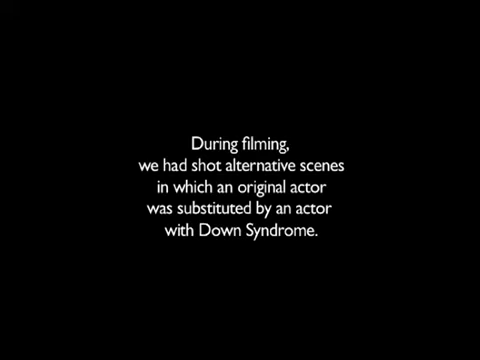 During filming,
we had shot alternative scenes
in which an original actor
was substituted by an actor
with Down Syndrome.